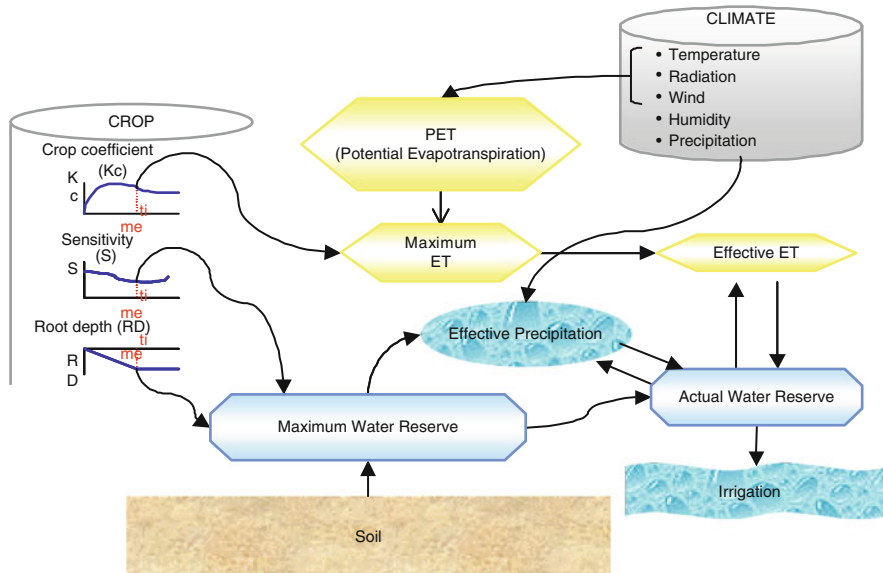 CLIMATE
• Temperature
• Radiation
• Wind
• Humidity
• Precipitation
CROP
Crop coefficient
(Kc)
K
c
ti
me
Sensitivity
(S)
S
ti
me
Root depth (RD)
ti
me
R
D
PET
(Potential Evapotranspiration)
Maximum
ET
Effective ET
Effective Precipitation
Maximum Water Reserve
Actual Water Reserve
Irrigation
Soil